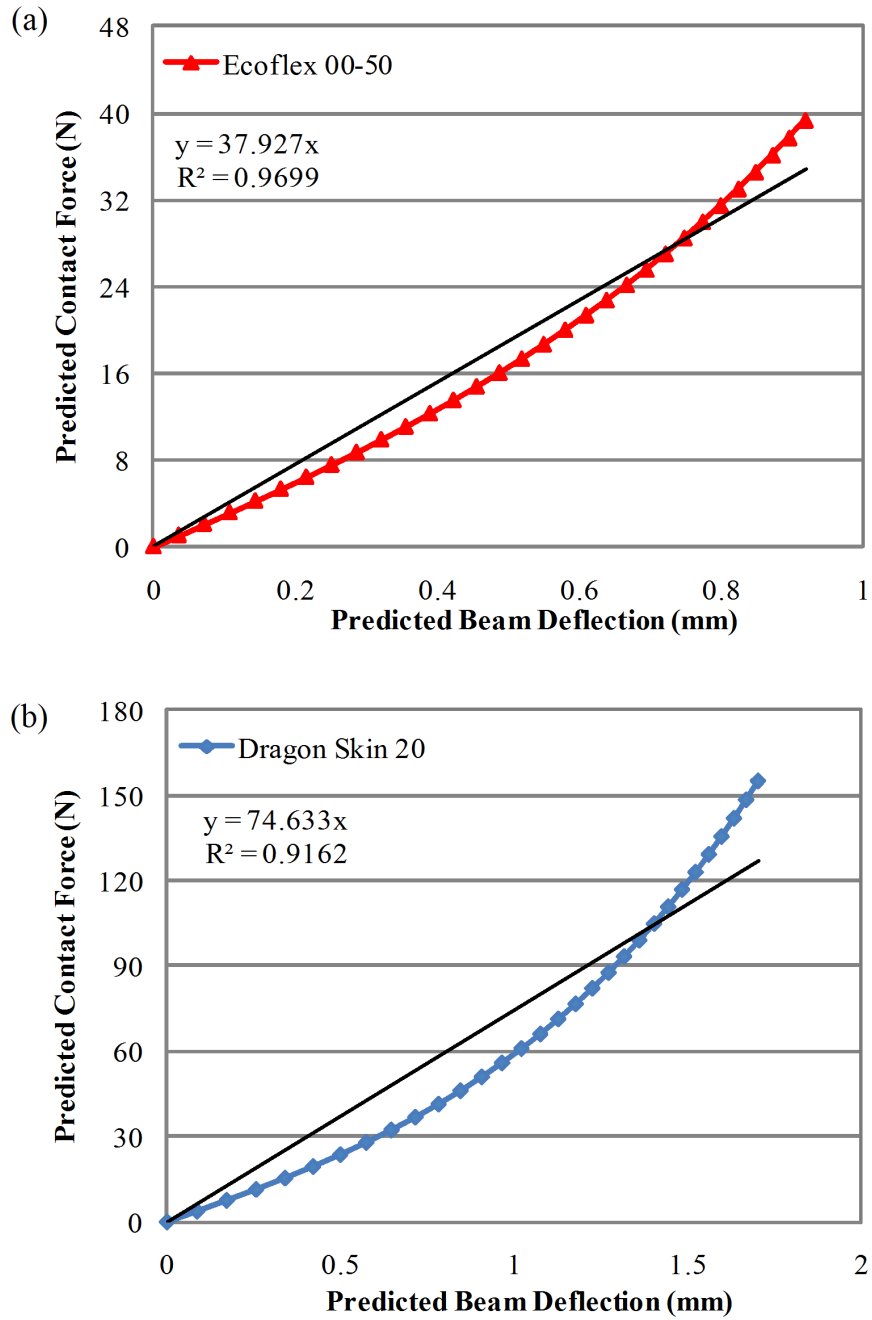 (a)
48
40
32
24
16
8
0
Ecoflex 00-50
y = 37.927x
R² = 0.9699
Predicted Contact Force (N)
0 0.2 0.4 0.6 0.8 1
Predicted Beam Deflection (mm)
(b)
180
150
120
90
60
30
0
Dragon Skin 20
y = 74.633x
R² = 0.9162
Predicted Contact Force (N)
0 0.5 1 1.5 2
Predicted Beam Deflection (mm)